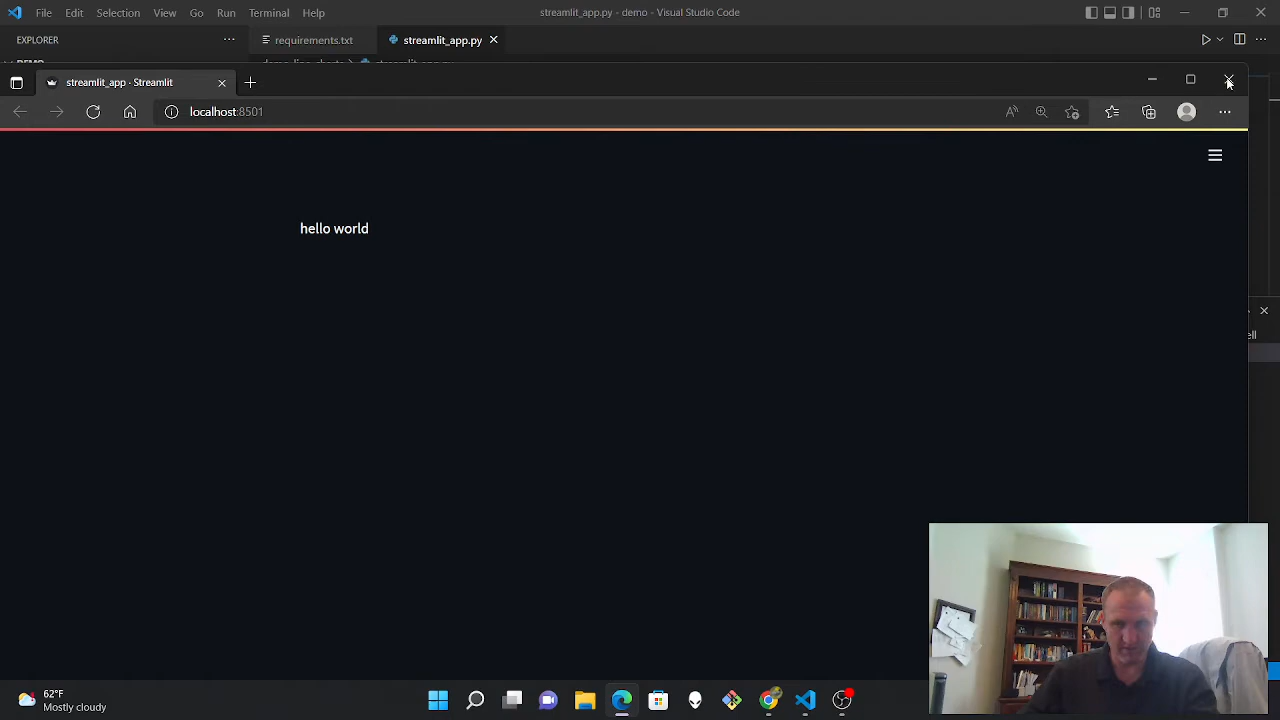 File Edit Selection View Go Run Terminal Help
streamlit_app.py - demo - Visual Studio Code
EXPLORER
requirements.txt
streamlit_app.py
streamlit_app · Streamlit
localhost:8501
hello world
62°F
Mostly cloudy